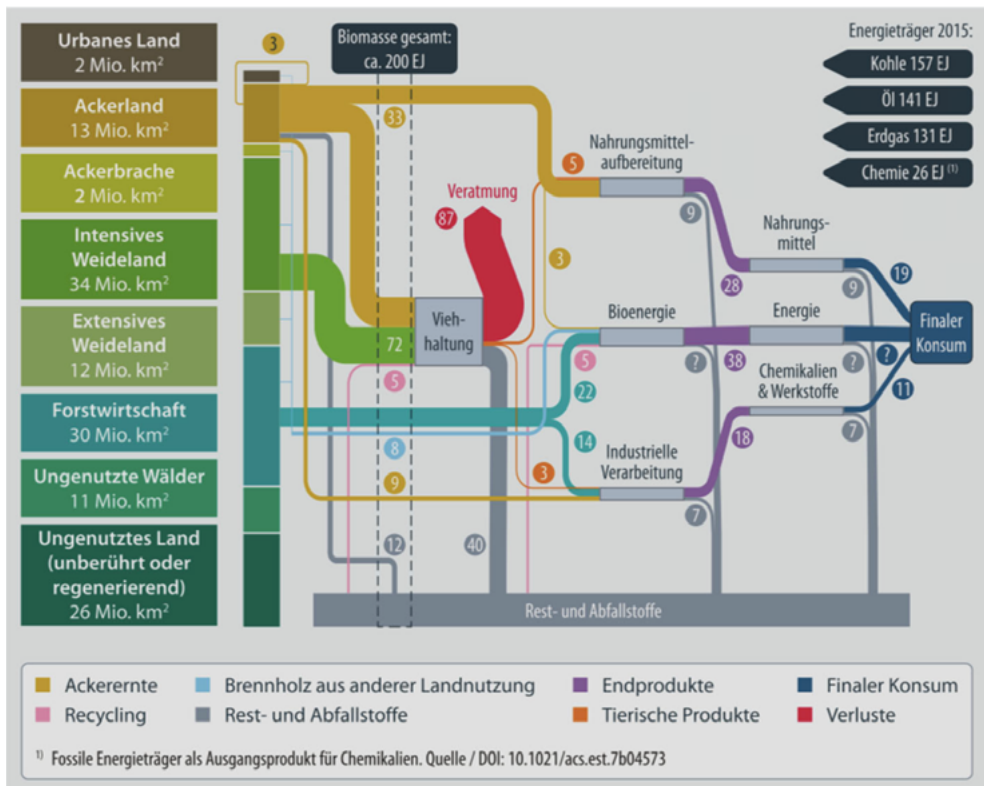 Urbanes Land
2 Mio. km²
Ackerland
13 Mio. km²
Ackerbrache
2 Mio. km²
Intensives
Weideland
34 Mio. km²
Extensives
Weideland
12 Mio. km²
Forstwirtschaft
30 Mio. km²
Ungenutzte Wälder
11 Mio. km²
Ungenutztes Land
(unberührt oder
regenerierend)
26 Mio. km²
3
Biomasse gesamt:
ca. 200 EJ
33
72
5
8
9
12
Vieh-
haltung
Veratmung
87
40
5
3
5
22
14
3
Nahrungsmittel-
aufbereitung
9
Bioenergie
?
Industrielle
Verarbeitung
7
28
38
18
Nahrungs-
mittel
9
Energie
?
Chemikalien
& Werkstoffe
7
19
?
11
Finaler
Konsum
Energieträger 2015:
Kohle 157 EJ
Öl 141 EJ
Erdgas 131 EJ
Chemie 26 EJ (1)
Rest- und Abfallstoffe
Ackerernte
Brennholz aus anderer Landnutzung
Endprodukte
Finaler Konsum
Recycling
Rest- und Abfallstoffe
Tierische Produkte
Verluste
1) Fossile Energieträger als Ausgangsprodukt für Chemikalien. Quelle / DOI: 10.1021/acs.est.7b04573